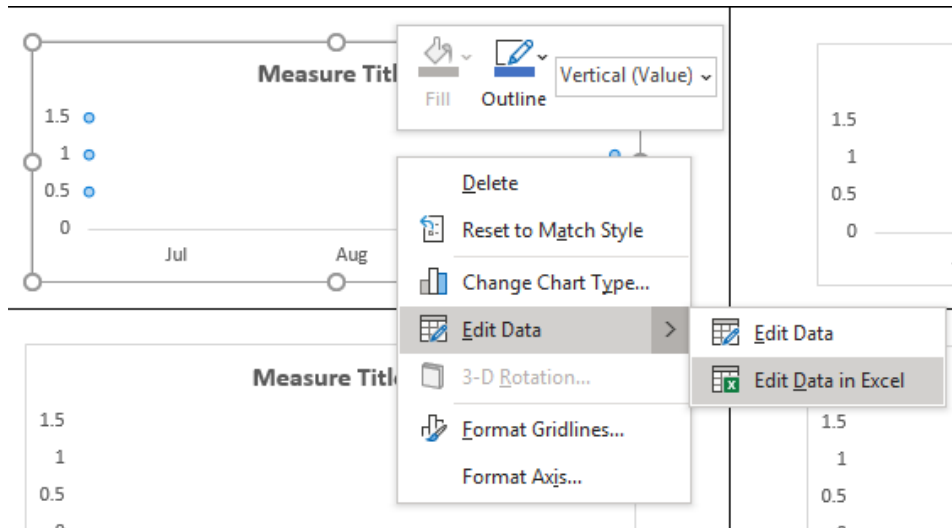 Measure Titl
Fill
Outline
Vertical (Value)
1.5
1
0.5
0
Jul
Aug
Delete
Reset to Match Style
Change Chart Type...
Edit Data
3-D Rotation...
Format Gridlines...
Format Axis...
Edit Data
Edit Data in Excel
1.5
1
0.5
0
Measure Title
1.5
1
0.5
1.5
1
0.5